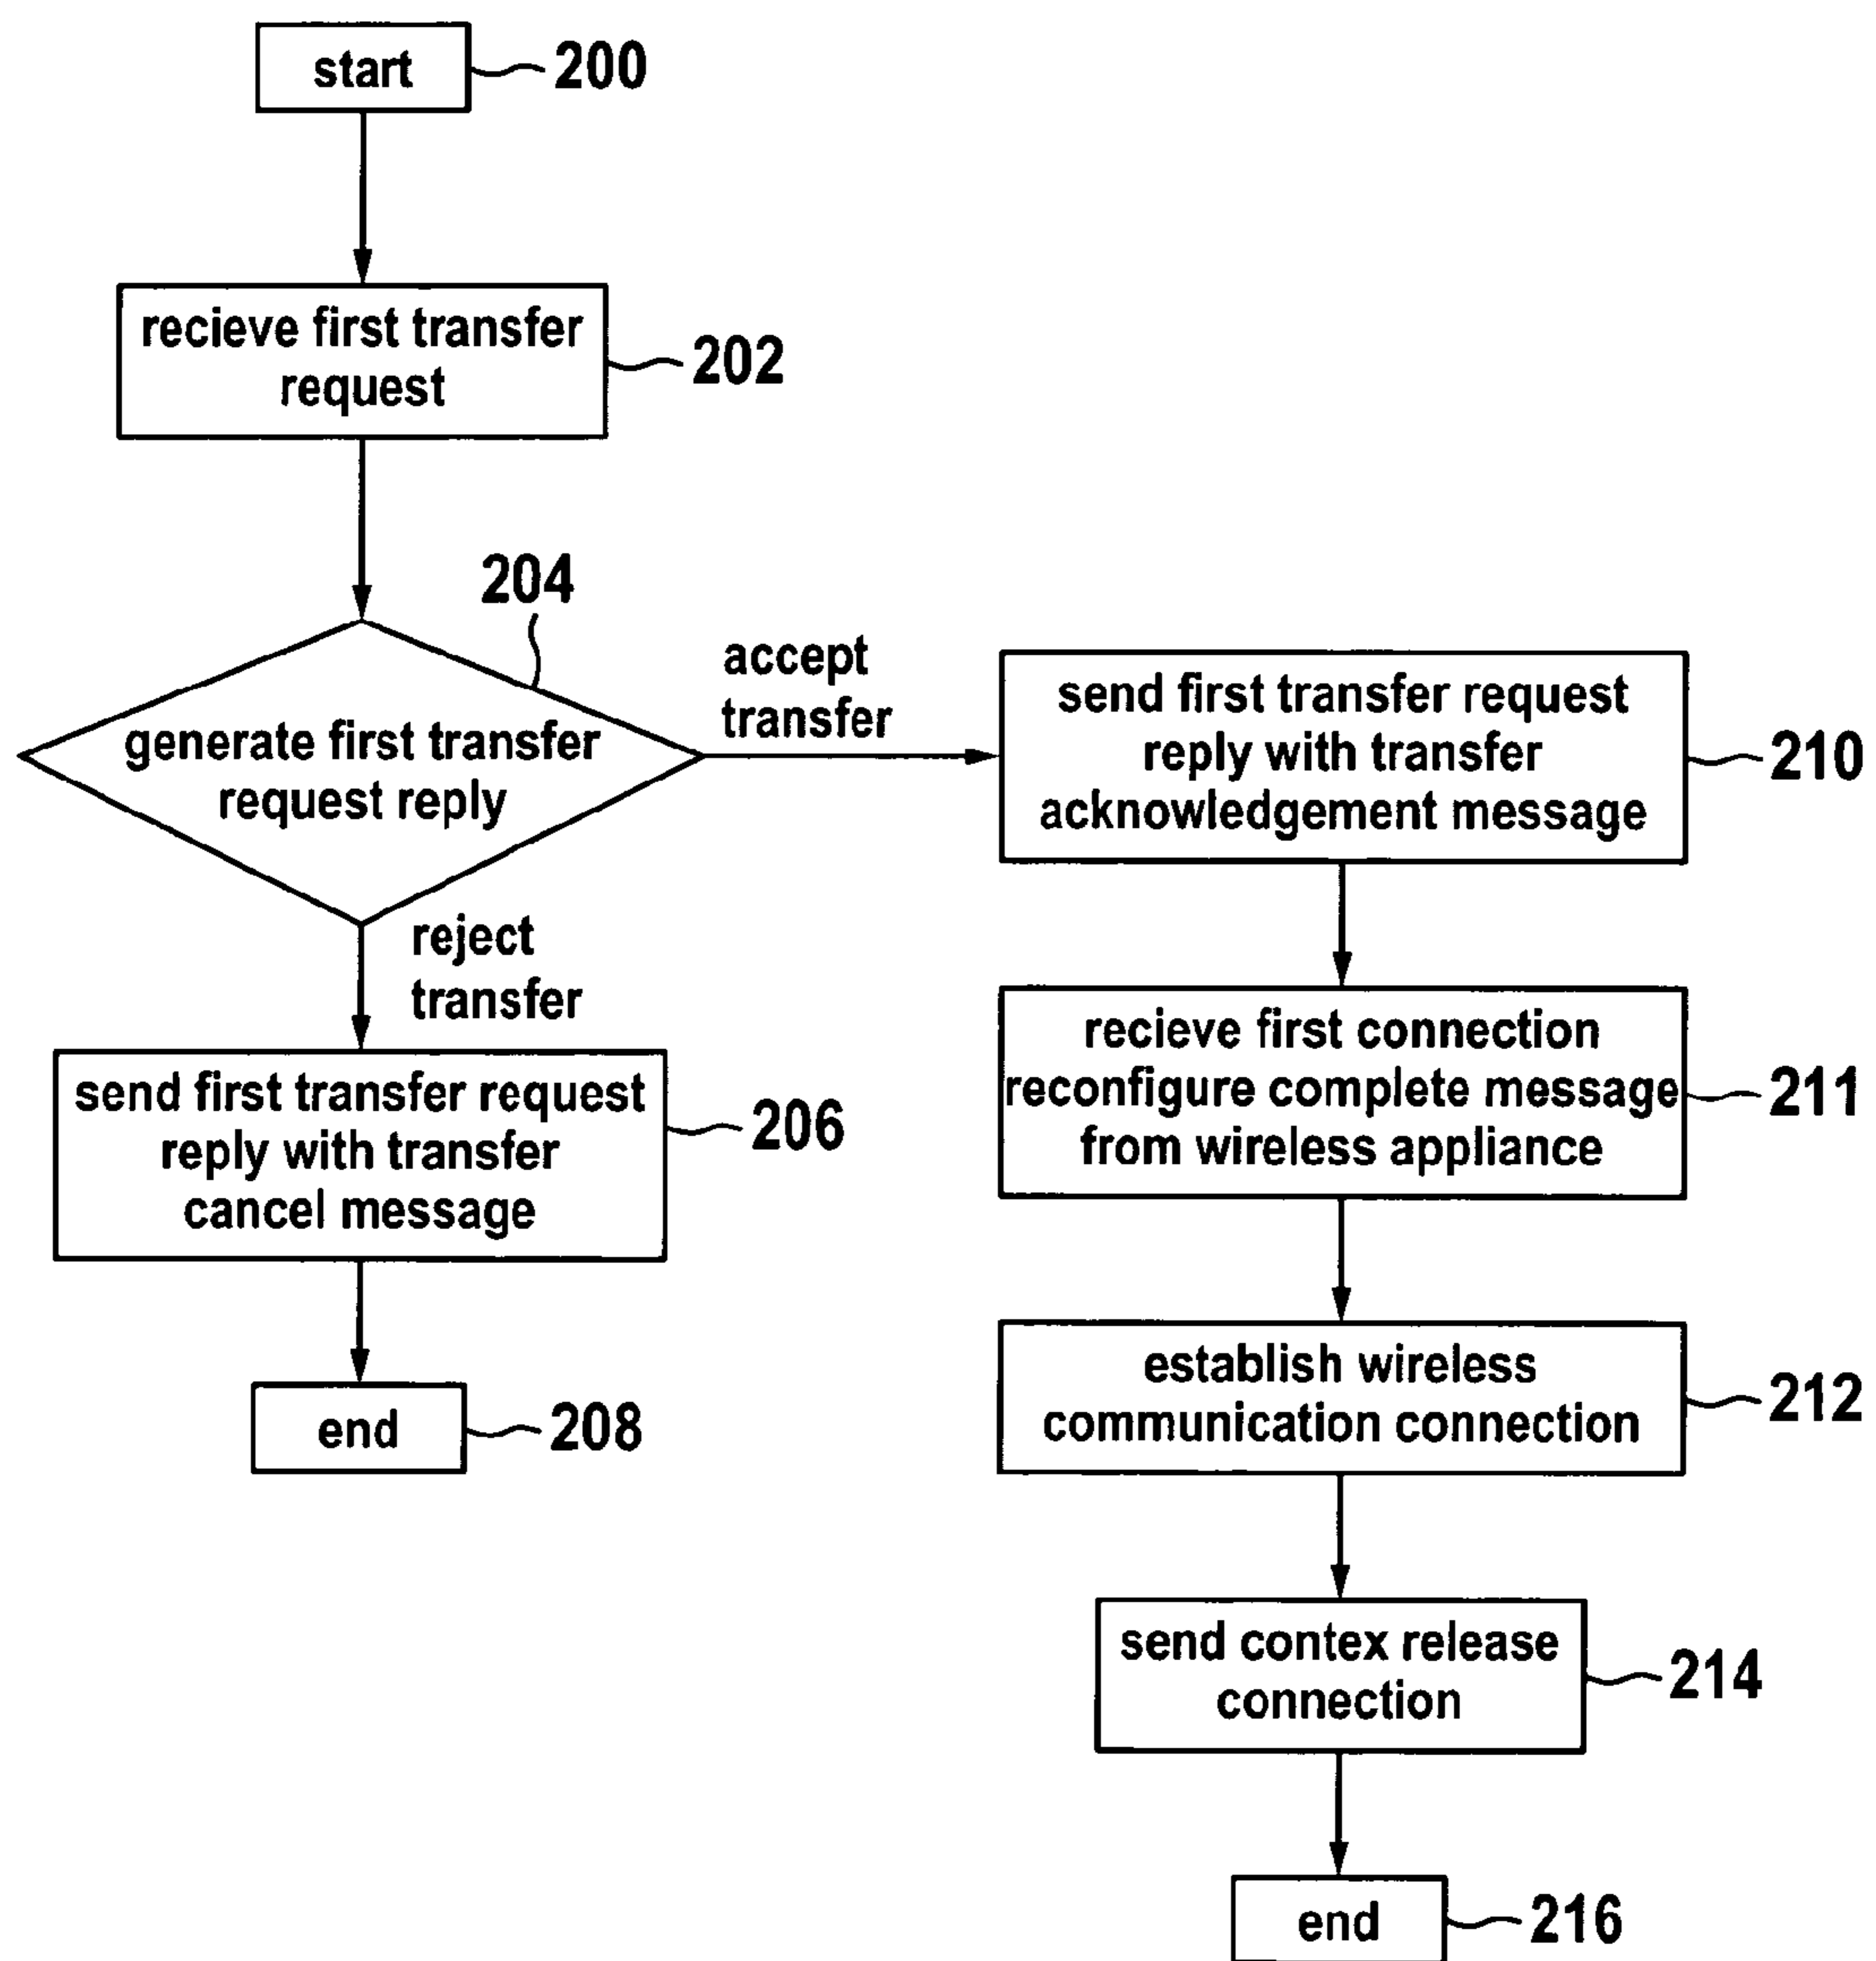 start
200
recieve first transfer
request
202
204
generate first transfer
request reply
accept
transfer
reject
transfer
send first transfer request
reply with transfer
cancel message
206
end
208
send first transfer request
reply with transfer
acknowledgement message
210
recieve first connection
reconfigure complete message
from wireless appliance
211
establish wireless
communication connection
212
send contex release
connection
214
end
216